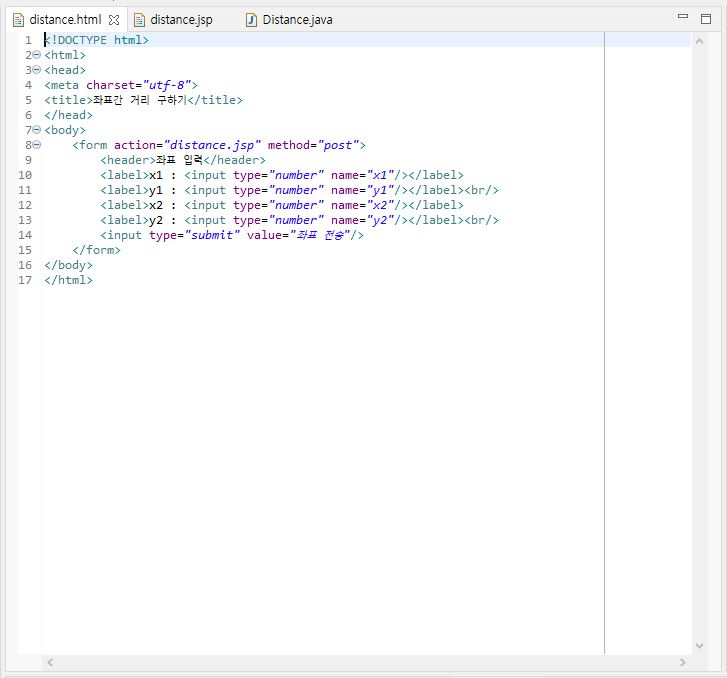 distance.html distance.jsp Distance.java
1 <!DOCTYPE html>
2 <html>
3 <head>
4 <meta charset="utf-8">
5 <title>좌표간 거리 구하기</title>
6 </head>
7 <body>
8 <form action="distance.jsp" method="post">
9 <header>좌표 입력</header>
10 <label>x1 : <input type="number" name="x1"/></label>
11 <label>y1 : <input type="number" name="y1"/></label><br/>
12 <label>x2 : <input type="number" name="x2"/></label>
13 <label>y2 : <input type="number" name="y2"/></label><br/>
14 <input type="submit" value="좌표 전송"/>
15 </form>
16 </body>
17 </html>